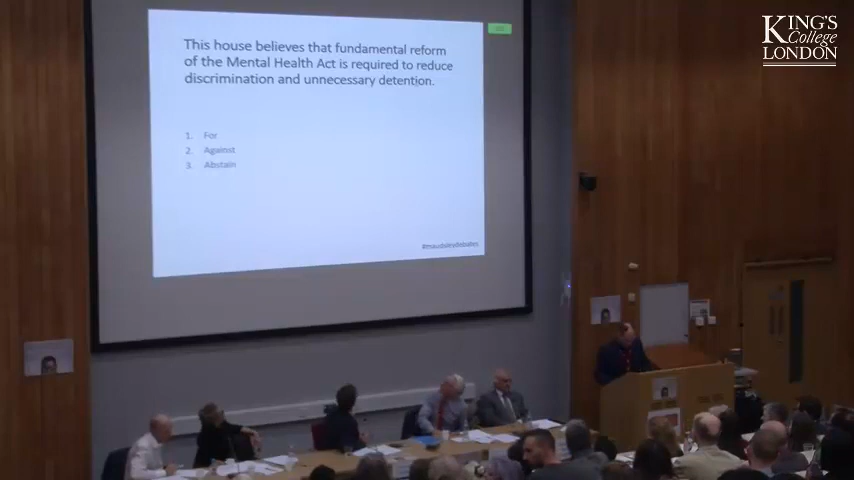 This house believes that fundamental reform
of the Mental Health Act is required to reduce
discrimination and unnecessary detention.
1. For
2. Against
3. Abstain
#maudsleydebates
KING'S
College
LONDON